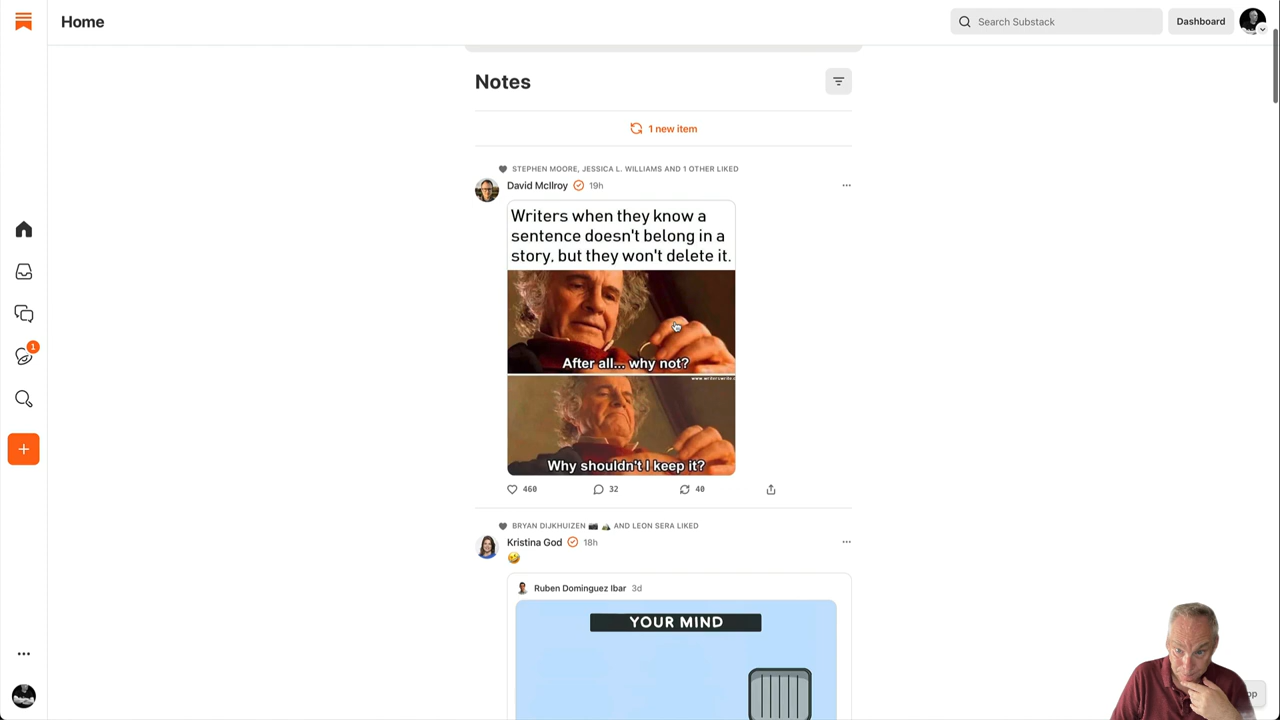 Home
Search Substack
Dashboard
Notes
1 new item
STEPHEN MOORE, JESSICA L. WILLIAMS AND 1 OTHER LIKED
David McIlroy 19h
Writers when they know a
sentence doesn't belong in a
story, but they won't delete it.
After all... why not?
Why shouldn't I keep it?
460 32 40
BRYAN DIJKHUIZEN AND LEON SERA LIKED
Kristina God 18h
Ruben Dominguez Ibar 3d
YOUR MIND
1